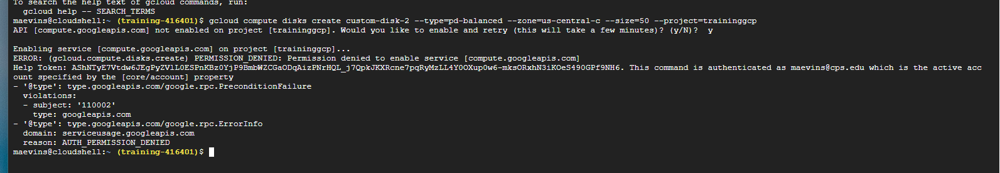 To search the help text of gcloud commands, run:
  gcloud help -- SEARCH_TERMS
maevins@cloudshell:~ (training-416401)$ gcloud compute disks create custom-disk-2 --type=pd-balanced --zone=us-central-c --size=50 --project=traininggcp
API [compute.googleapis.com] not enabled on project [traininggcp]. Would you like to enable and retry (this will take a few minutes)? (y/N)?  y
Enabling service [compute.googleapis.com] on project [traininggcp]...
ERROR: (gcloud.compute.disks.create) PERMISSION_DENIED: Permission denied to enable service [compute.googleapis.com]
Help Token: AShNTyE7Vtdw6JEgPyZVlL0ESPnKBz0YjP9BmbWZCGaODqAizPNrHQL_j7QpkJKXRcne7pqRyMzLL4Y0OXup0w6-mksORxhN3iKOeS490GPf9NH6. This command is authenticated as maevins@cps.edu which is the active acc
ount specified by the [core/account] property
- '@type': type.googleapis.com/google.rpc.PreconditionFailure
  violations:
  - subject: '110002'
    type: googleapis.com
- '@type': type.googleapis.com/google.rpc.ErrorInfo
  domain: serviceusage.googleapis.com
  reason: AUTH_PERMISSION_DENIED
maevins@cloudshell:~ (training-416401)$